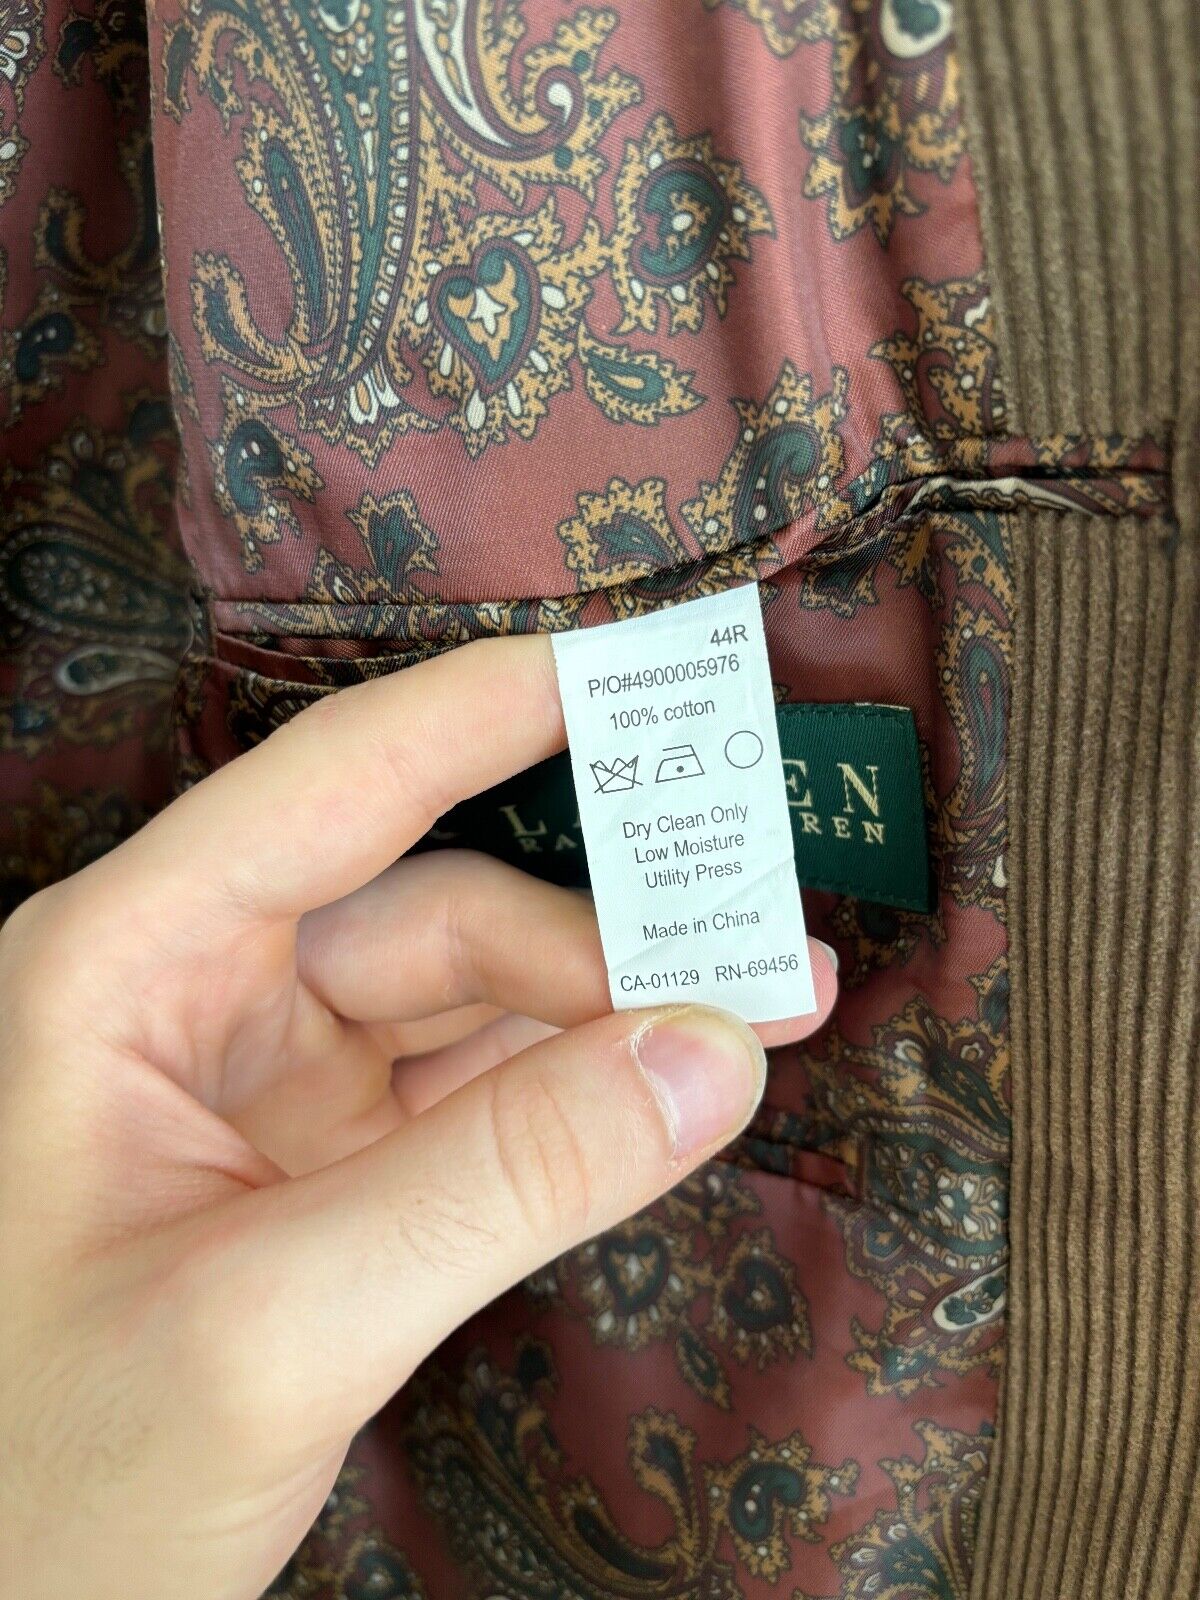 44R
P/O#4900005976
100% cotton
Dry Clean Only
Low Moisture
Utility Press
Made in China
CA-01129 RN-69456